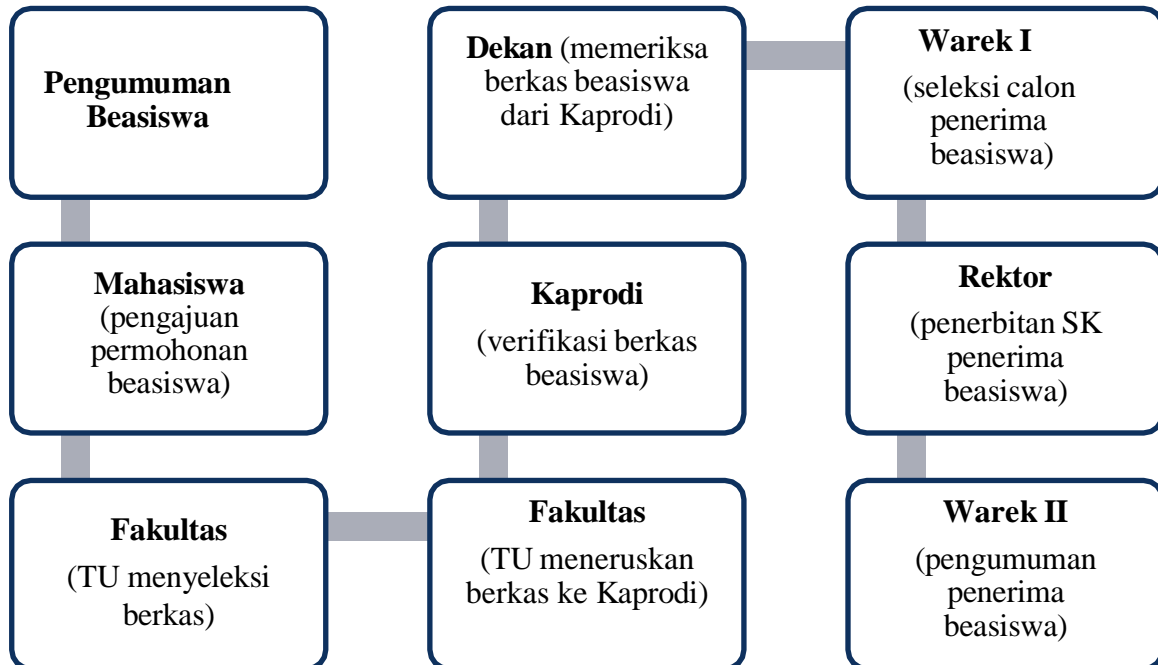 Pengumuman
Beasiswa
Mahasiswa
(pengajuan
permohonan
beasiswa)
Fakultas
(TU menyeleksi
berkas)
Fakultas
(TU meneruskan
berkas ke Kaprodi)
Kaprodi
(verifikasi berkas
beasiswa)
Dekan (memeriksa
berkas beasiswa
dari Kaprodi)
Warek I
(seleksi calon
penerima
beasiswa)
Rektor
(penerbitan SK
penerima
beasiswa)
Warek II
(pengumuman
penerima
beasiswa)